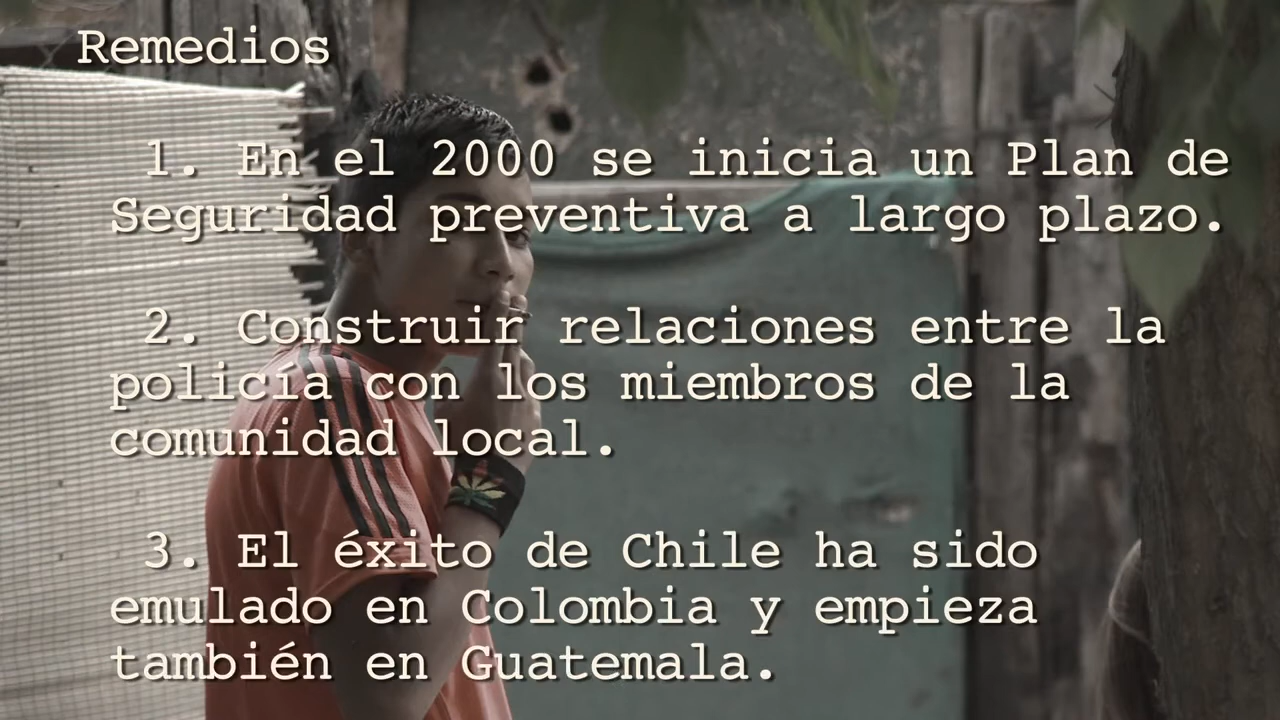 Remedios
1. En el 2000 se inicia un Plan de
Seguridad preventiva a largo plazo.
2. Construir relaciones entre la
policía con los miembros de la
comunidad local.
3. El éxito de Chile ha sido
emulado en Colombia y empieza
también en Guatemala.